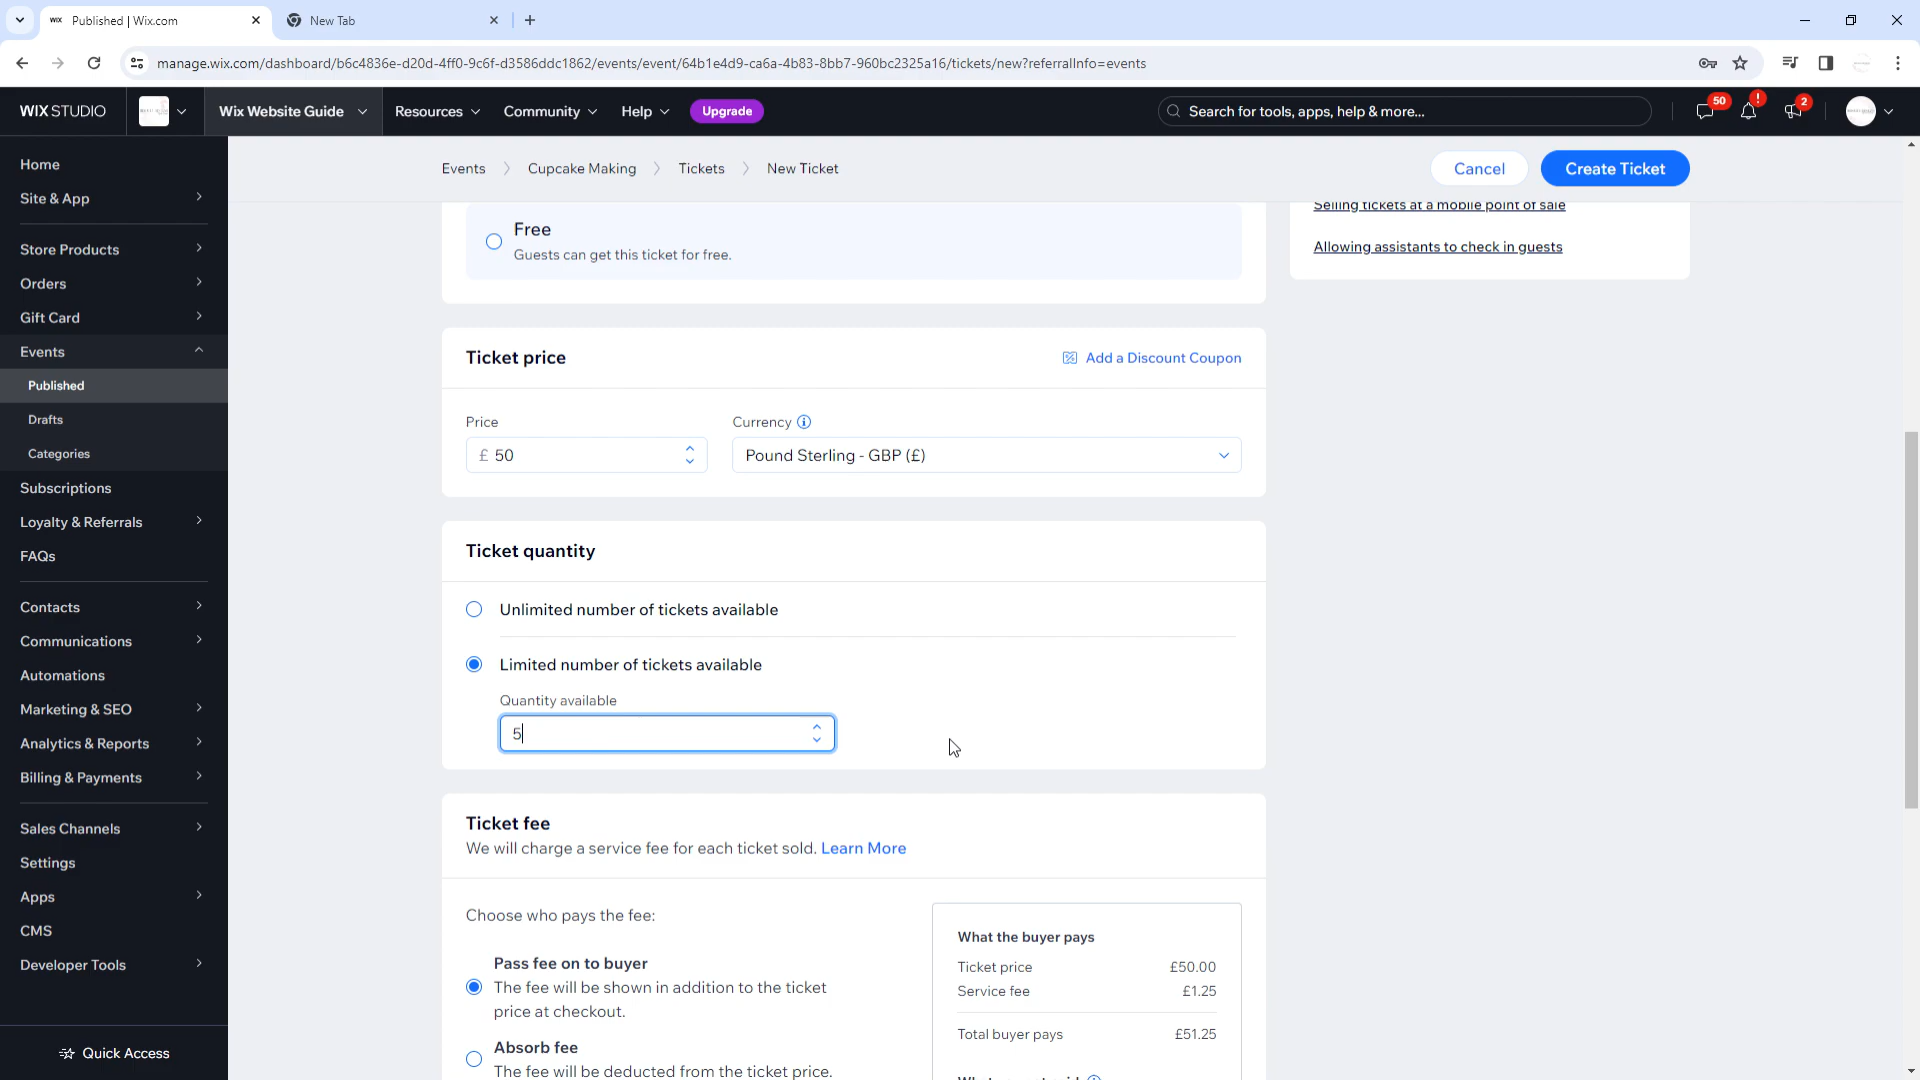 WIX Published | Wix.com
New Tab
manage.wix.com/dashboard/b6c4836e-d20d-4ff0-9c6f-d3586ddc1862/events/event/64b1e4d9-ca6a-4b83-8bb7-960bc2325a16/tickets/new?referralInfo=events
WIX STUDIO
Wix Website Guide
Resources
Community
Help
Upgrade
Search for tools, apps, help & more...
50
!
2
Home
Site & App
Store Products
Orders
Gift Card
Events
Published
Drafts
Categories
Subscriptions
Loyalty & Referrals
FAQs
Contacts
Communications
Automations
Marketing & SEO
Analytics & Reports
Billing & Payments
Sales Channels
Settings
Apps
CMS
Developer Tools
Quick Access
Events
Cupcake Making
Tickets
New Ticket
Cancel
Create Ticket
Free
Guests can get this ticket for free.
Selling tickets at a mobile point of sale
Allowing assistants to check in guests
Ticket price
Add a Discount Coupon
Price
Currency
£ 50
Pound Sterling - GBP (£)
Ticket quantity
Unlimited number of tickets available
Limited number of tickets available
Quantity available
5
Ticket fee
We will charge a service fee for each ticket sold. Learn More
Choose who pays the fee:
Pass fee on to buyer
The fee will be shown in addition to the ticket
price at checkout.
Absorb fee
The fee will be deducted from the ticket price.
What the buyer pays
Ticket price £50.00
Service fee £1.25
Total buyer pays £51.25